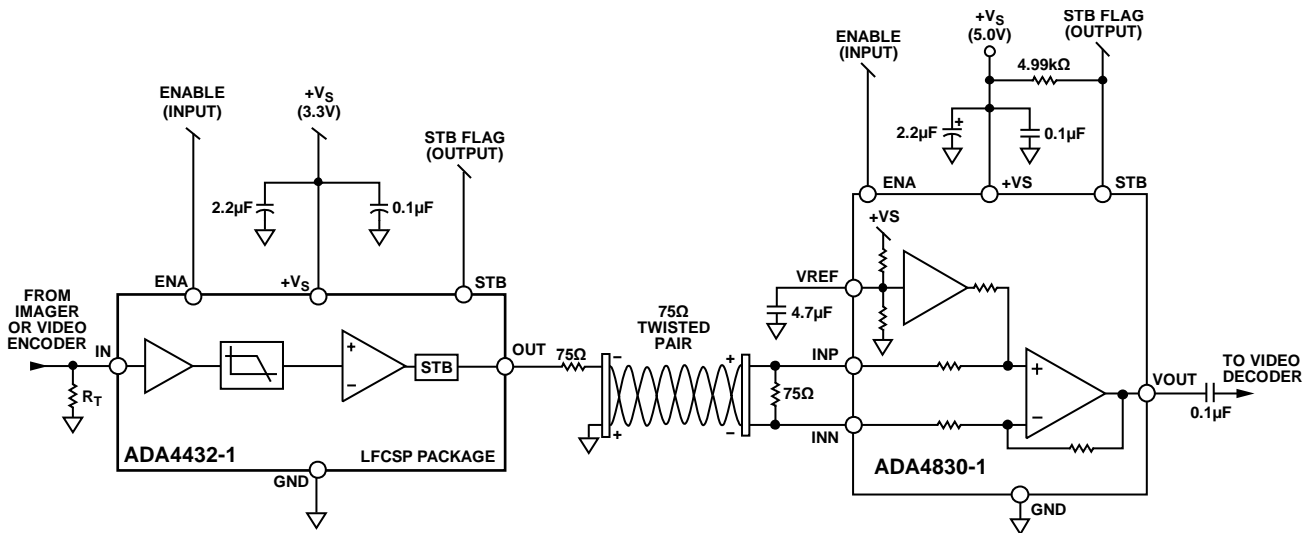 ENABLE
(INPUT)
+VS
(3.3V)
STB FLAG
(OUTPUT)
2.2µF
0.1µF
ENA
+VS
STB
FROM
IMAGER
OR VIDEO
ENCODER
IN
RT
STB
OUT
ADA4432-1
LFCSP PACKAGE
GND
75Ω
75Ω
TWISTED
PAIR
–
+
+
–
+
–
75Ω
ENABLE
(INPUT)
+VS
(5.0V)
STB FLAG
(OUTPUT)
4.99kΩ
2.2µF
+
0.1µF
ENA
+VS
STB
+VS
VREF
4.7µF
INP
INN
+
–
VOUT
TO VIDEO
DECODER
0.1µF
ADA4830-1
GND